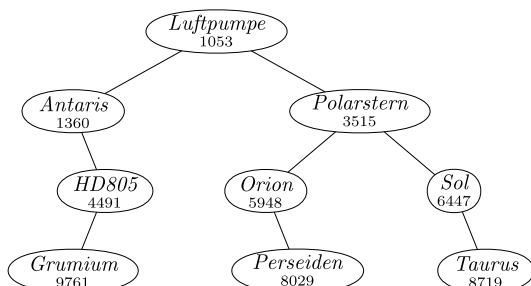 Luftpumpe
1053
Antaris
1360
Polarstern
3515
HD805
4491
Orion
5948
Sol
6447
Grumium
9761
Perseiden
8029
Taurus
8719